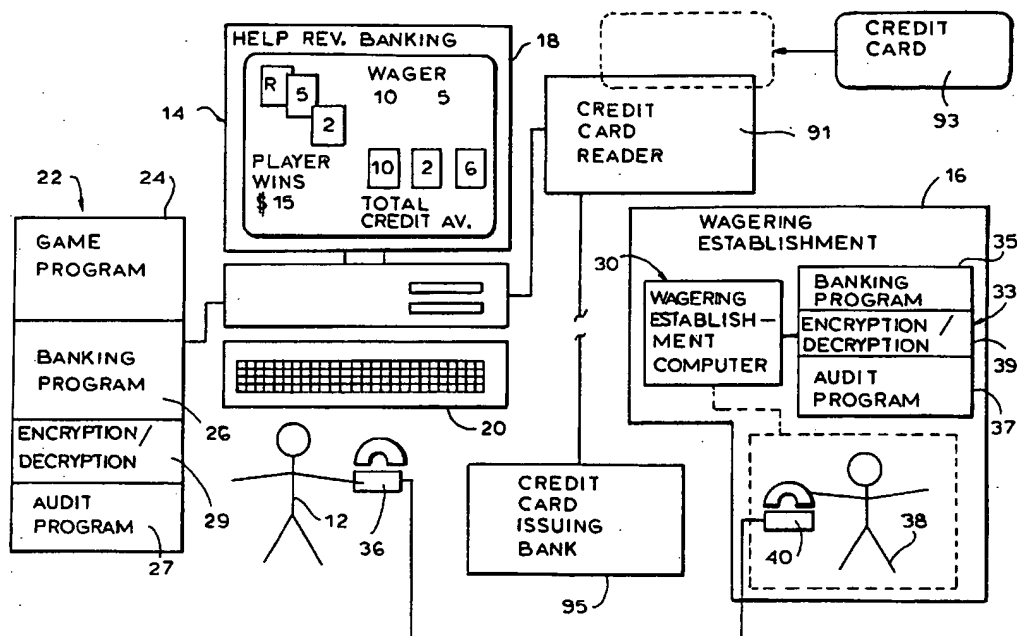 HELP REV. BANKING
18
14
R
5
2
WAGER
10 5
PLAYER
WINS
$ 15
10 2 6
TOTAL
CREDIT AV.
CREDIT
CARD
READER
91
CREDIT
CARD
93
22
24
GAME
PROGRAM
BANKING
PROGRAM
26
ENCRYPTION/
DECRYPTION
29
AUDIT
PROGRAM
27
20
12
36
CREDIT
CARD
ISSUING
BANK
95
16
WAGERING
ESTABLISHMENT
30
WAGERING
ESTABLISH-
MENT
COMPUTER
35
BANKING
PROGRAM
33
ENCRYPTION/
DECRYPTION
39
AUDIT
PROGRAM
37
40
38